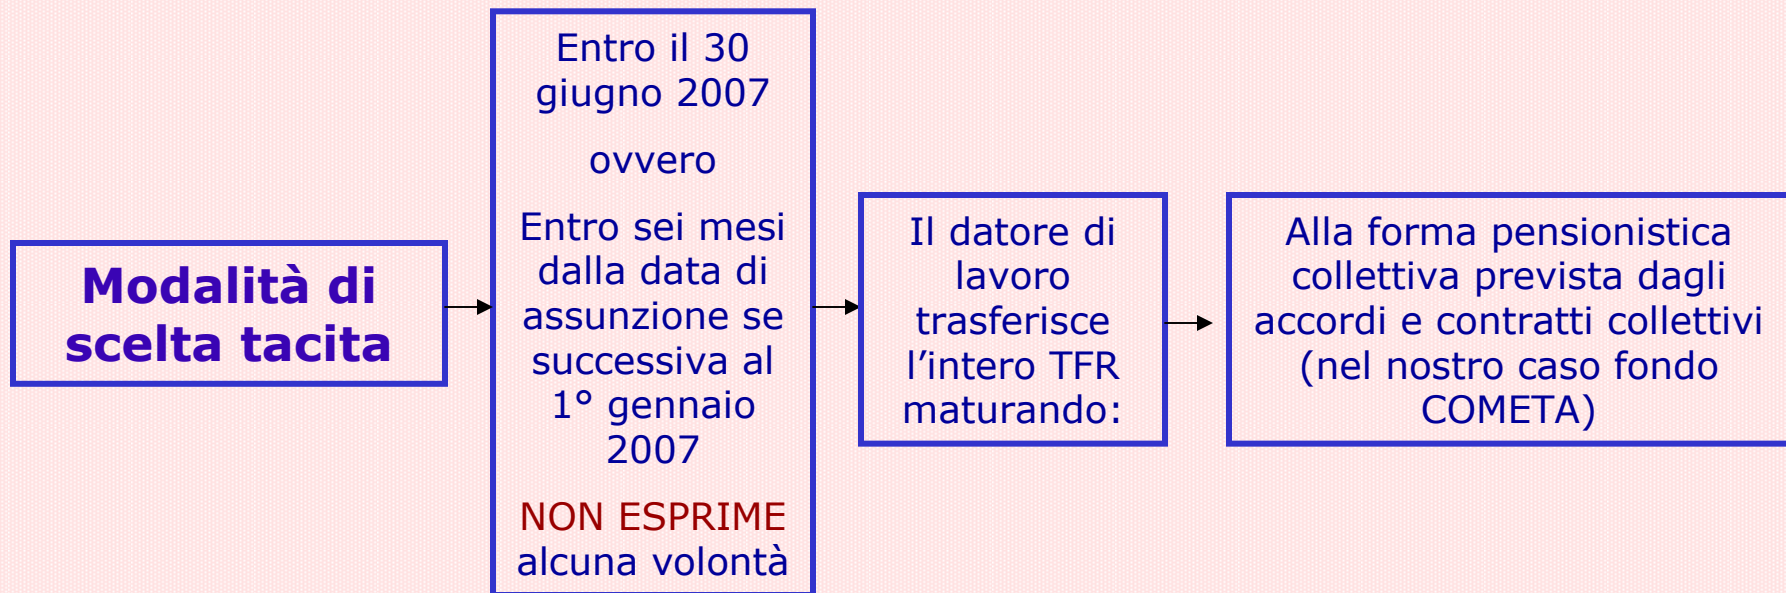 Modalità di
scelta tacita
Entro il 30
giugno 2007
ovvero
Entro sei mesi
dalla data di
assunzione se
successiva al
1° gennaio
2007
NON ESPRIME
alcuna volontà
Il datore di
lavoro
trasferisce
l’intero TFR
maturando:
Alla forma pensionistica
collettiva prevista dagli
accordi e contratti collettivi
(nel nostro caso fondo
COMETA)